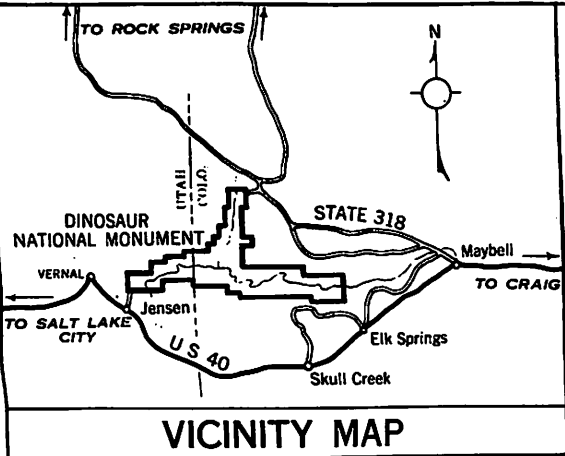 TO ROCK SPRINGS
N
UTAH
COLO.
STATE 318
DINOSAUR
NATIONAL MONUMENT
Maybell
VERNAL
TO CRAIG
Jensen
TO SALT LAKE
CITY
Elk Springs
U S 40
Skull Creek
VICINITY MAP